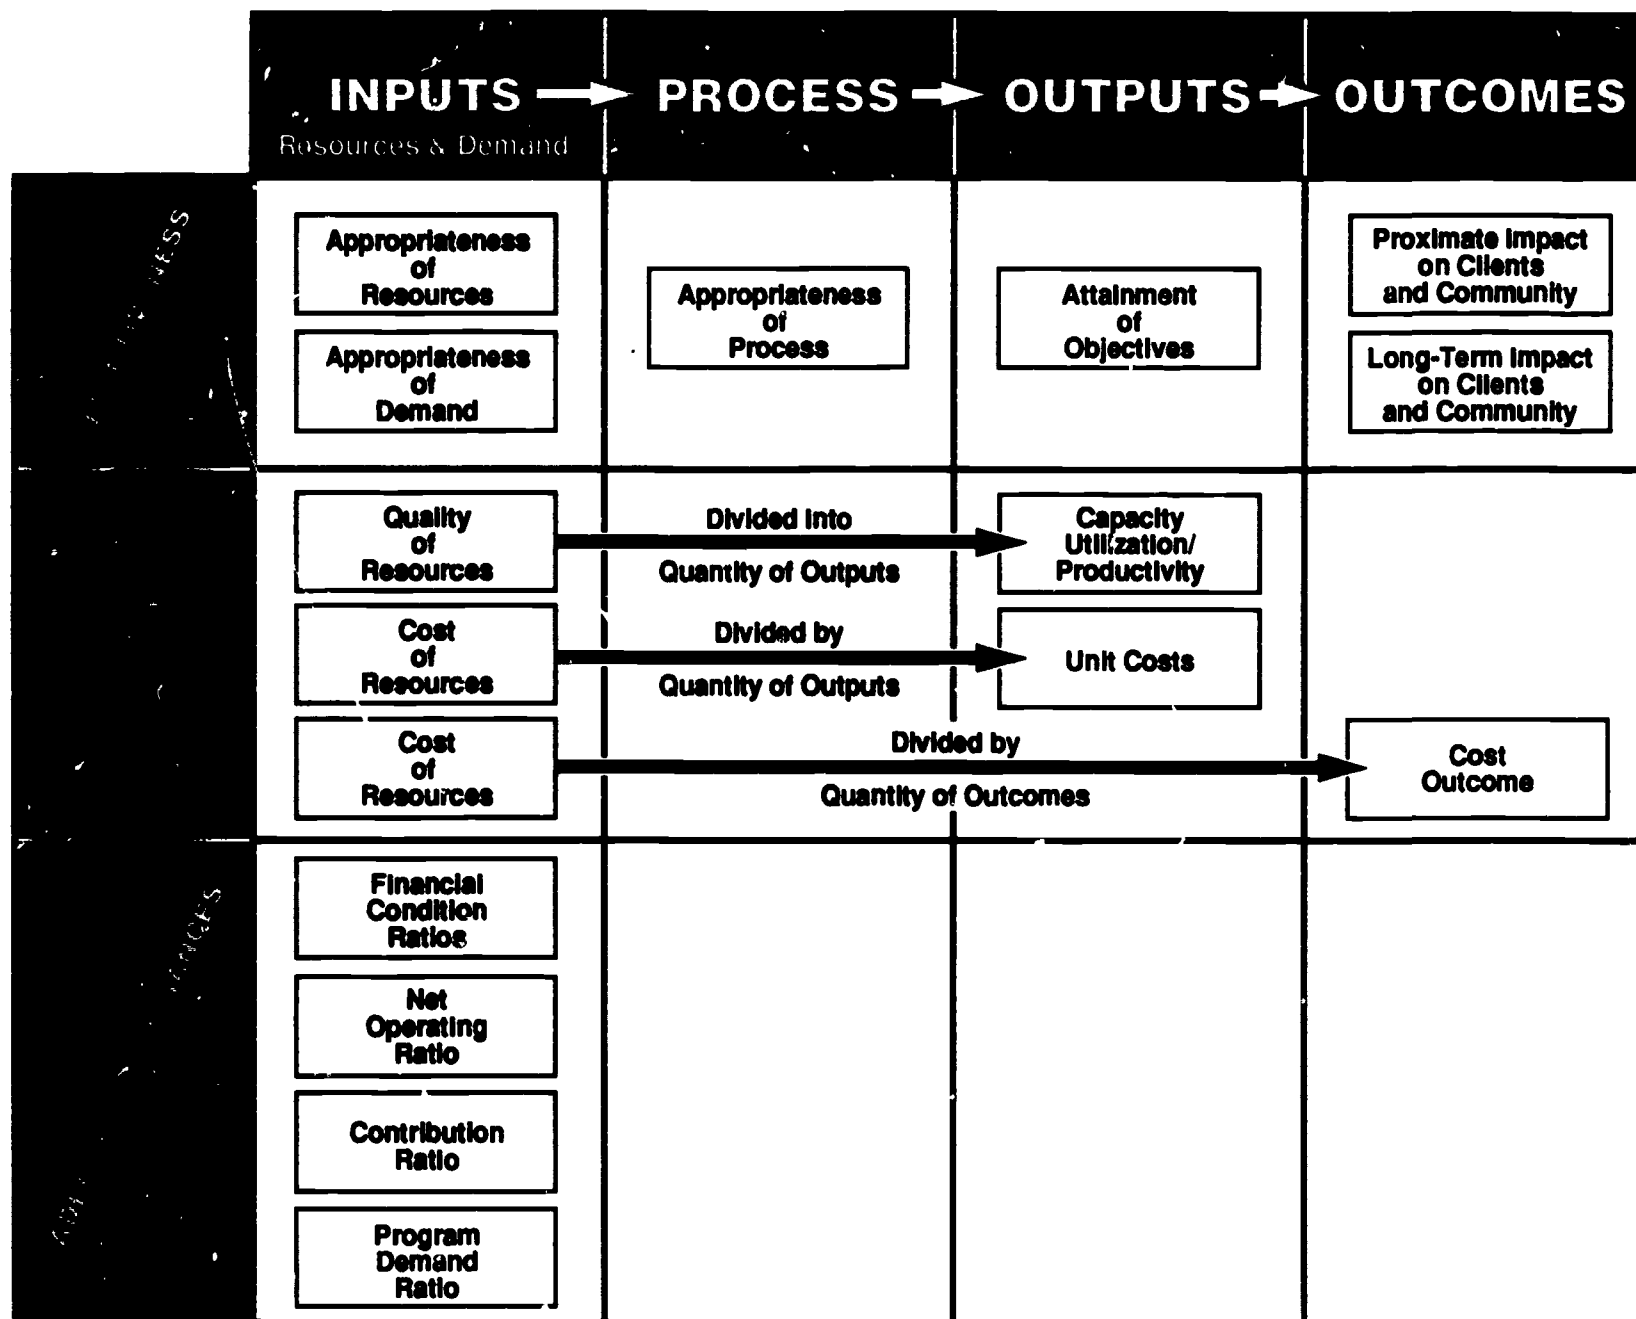 INPUTS → PROCESS → OUTPUTS → OUTCOMES
Resources & Demand
Appropriateness
of
Resources
Appropriateness
of
Demand
Appropriateness
of
Process
Attainment
of
Objectives
Proximate Impact
on Clients
and Community
Long-Term Impact
on Clients
and Community
Quality
of
Resources
Divided into
Quantity of Outputs
Capacity
Utilization/
Productivity
Cost
of
Resources
Divided by
Quantity of Outputs
Unit Costs
Cost
of
Resources
Divided by
Quantity of Outcomes
Cost
Outcome
Financial
Condition
Ratios
Net
Operating
Ratio
Contribution
Ratio
Program
Demand
Ratio